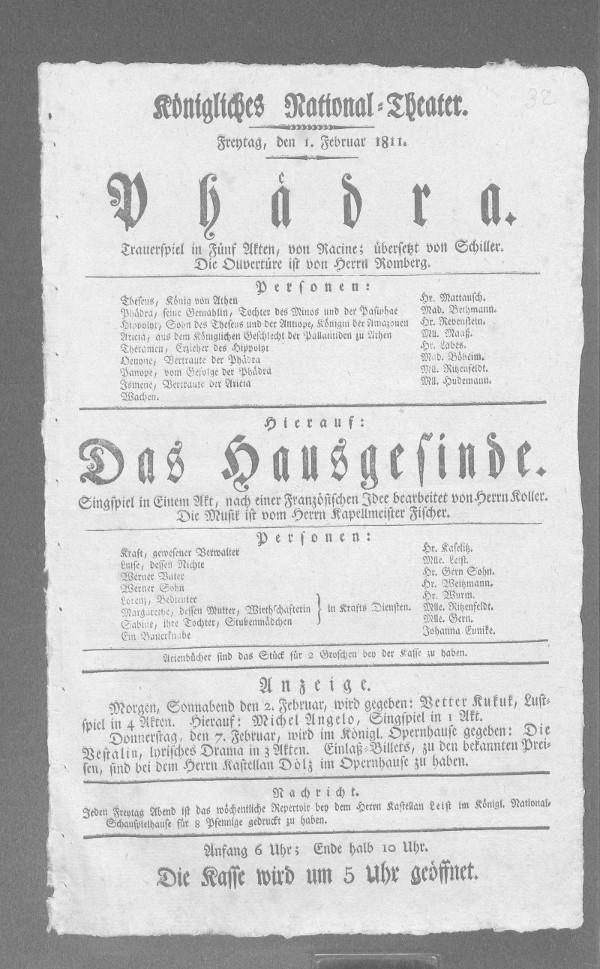 32
Königliches National-Theater.
Freytag, den 1. Februar 1811.
Phädra.
Trauerspiel in Fünf Akten, von Racine; übersetzt von Schiller.
Die Ouvertüre ist von Herrn Romberg.
Personen:
Theseus, König von Athen Hr. Mattausch.
Phädra, seine Gemahlin, Tochter des Minos und der Pasiphae Mad. Bethmann.
Hippolyt, Sohn des Theseus und der Antiope, Königin der Amazonen Hr. Rebenstein.
Aricia, aus dem Königlichen Geschlecht der Pallantiden zu Athen Mll. Maaß.
Theramen, Erzieher des Hippolyt Hr. Labes.
Oenone, Vertraute der Phädra Mad. Böheim.
Panope, vom Gefolge der Phädra Mll. Ritzenfeldt.
Ismene, Vertraute der Aricia Mll. Hudemann.
Wachen.
Hierauf:
Das Hausgesinde.
Singspiel in Einem Akt, nach einer Französischen Idee bearbeitet von Herrn Koller.
Die Musik ist vom Herrn Kapellmeister Fischer.
Personen:
Kraft, gewesener Verwalter Hr. Kaselitz.
Luise, dessen Nichte Mlle. Leist.
Werner Vater Hr. Gern Sohn.
Werner Sohn Hr. Weitzmann.
Lorenz, Bedienter Hr. Wurm.
Margarethe, dessen Mutter, Wirthschafterin } in Krafts Diensten. Mlle. Ritzenfeldt.
Sabine, ihre Tochter, Stubenmädchen Mlle. Gern.
Ein Bauerknabe Johanna Eunike.
Arienbücher sind das Stück für 2 Groschen bey der Kasse zu haben.
Anzeige.
Morgen, Sonnabend den 2. Februar, wird gegeben: Vetter Kukuk, Lust-
spiel in 4 Akten. Hierauf: Michel Angelo, Singspiel in 1 Akt.
Donnerstag, den 7. Februar, wird im Königl. Opernhause gegeben: Die
Vestalin, lyrisches Drama in 3 Akten. Einlaß-Billets, zu den bekannten Prei-
sen, sind bei dem Herrn Kastellan Dölz im Opernhause zu haben.
Nachricht.
Jeden Freytag Abend ist das wöchentliche Repertoir bey dem Herrn Kastellan Leist im Königl. National-
Schauspielhause für 8 Pfennige gedruckt zu haben.
Anfang 6 Uhr; Ende halb 10 Uhr.
Die Kasse wird um 5 Uhr geöffnet.